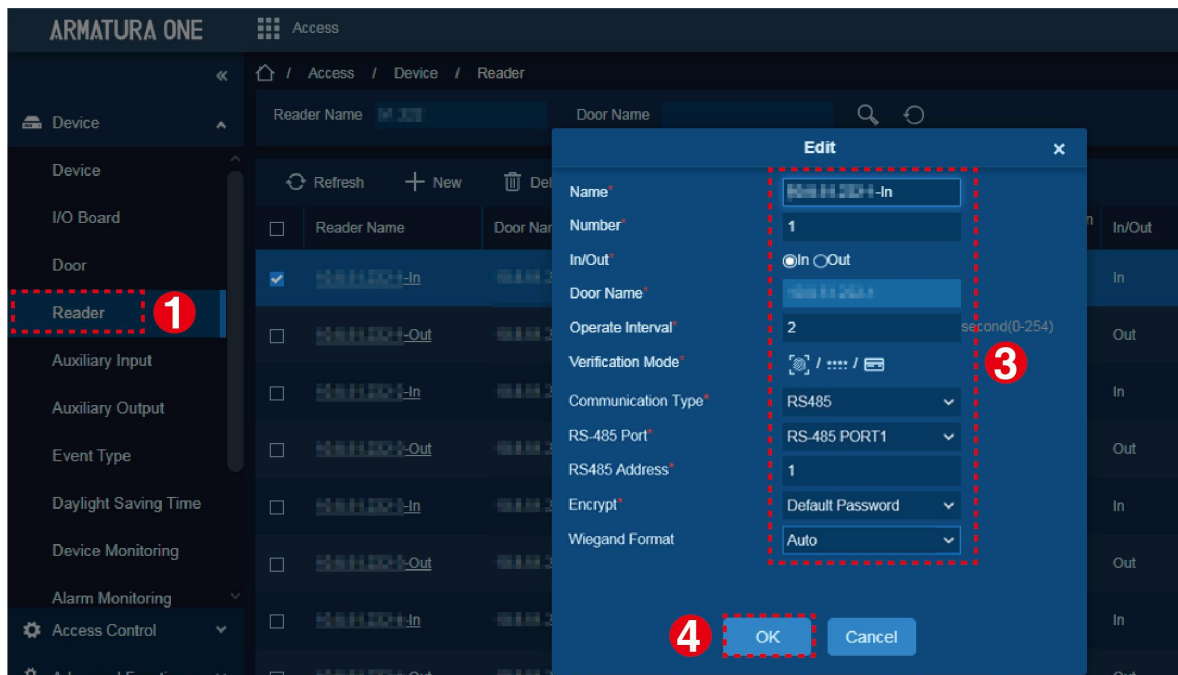 ARMATURA ONE
Access
/ Access / Device / Reader
Reader Name
Door Name
Device
Device
I/O Board
Door
Reader
1
Auxiliary Input
Auxiliary Output
Event Type
Daylight Saving Time
Device Monitoring
Alarm Monitoring
Access Control
Refresh
New
Del
Reader Name
Door Nar
n
In/Out
-In
In
-Out
Out
-In
In
-Out
Out
-In
In
-Out
Out
-In
In
Edit
×
Name*
-In
Number*
1
In/Out*
In
Out
Door Name*
Operate Interval*
2
second(0-254)
Verification Mode*
/ :::: /
3
Communication Type*
RS485
RS-485 Port*
RS-485 PORT1
RS485 Address*
1
Encrypt*
Default Password
Wiegand Format
Auto
4
OK
Cancel